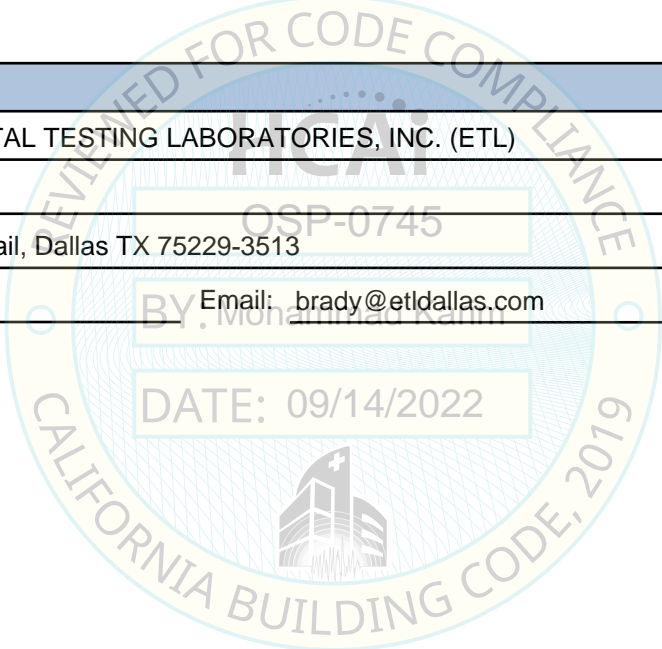 REVIEWED FOR CODE COMPLIANCE
HCAi
TAL TESTING LABORATORIES, INC. (ETL)
OSP-0745
ail, Dallas TX 75229-3513
Email: brady@etldallas.com
BY: Mohammad Karim
DATE: 09/14/2022
CALIFORNIA BUILDING CODE, 2019